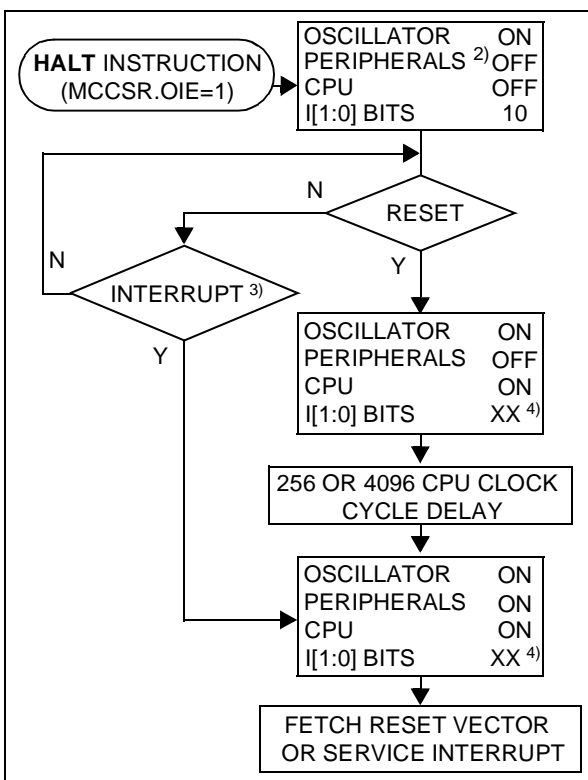 HALT INSTRUCTION
(MCCSR.OIE=1)
OSCILLATOR ON
PERIPHERALS 2) OFF
CPU OFF
I[1:0] BITS 10
N
RESET
N
INTERRUPT 3)
Y
Y
OSCILLATOR ON
PERIPHERALS OFF
CPU ON
I[1:0] BITS XX 4)
256 OR 4096 CPU CLOCK
CYCLE DELAY
OSCILLATOR ON
PERIPHERALS ON
CPU ON
I[1:0] BITS XX 4)
FETCH RESET VECTOR
OR SERVICE INTERRUPT